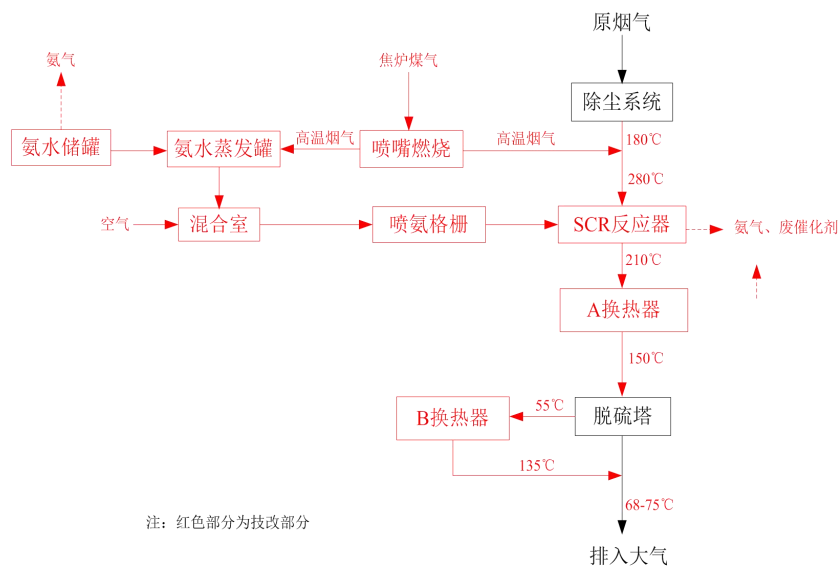 原烟气
氨气
焦炉煤气
除尘系统
180℃
氨水储罐
氨水蒸发罐
高温烟气
喷嘴燃烧
高温烟气
280℃
空气
混合室
喷氨格栅
SCR反应器
氨气、废催化剂
210℃
A换热器
150℃
B换热器
55℃
脱硫塔
135℃
68-75℃
注：红色部分为技改部分
排入大气